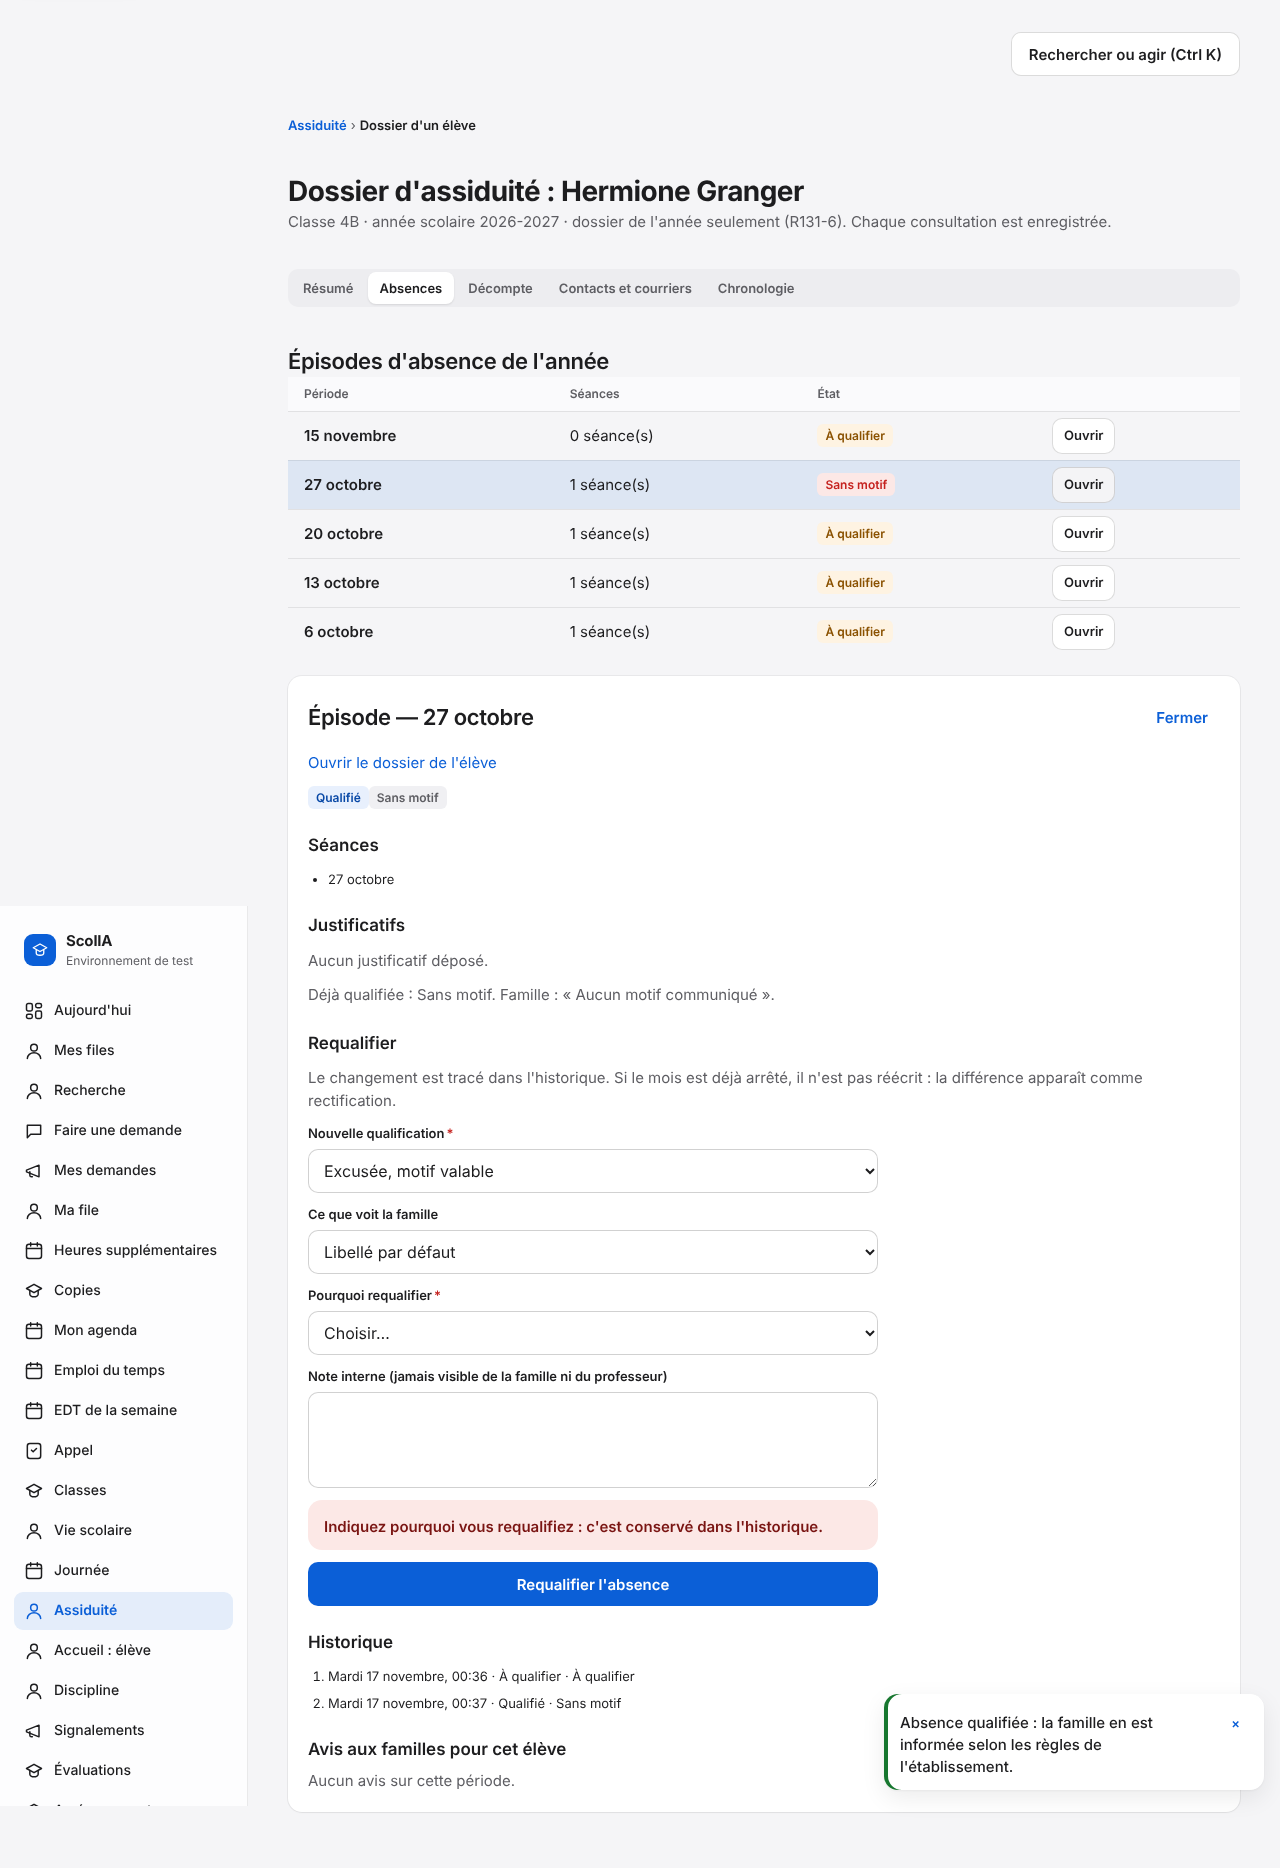 Rechercher ou agir (Ctrl K)
Assiduité › Dossier d'un élève
Dossier d'assiduité : Hermione Granger
Classe 4B · année scolaire 2026-2027 · dossier de l'année seulement (R131-6). Chaque consultation est enregistrée.
Résumé Absences Décompte Contacts et courriers Chronologie
Épisodes d'absence de l'année
Période Séances État
15 novembre 0 séance(s) À qualifier Ouvrir
27 octobre 1 séance(s) Sans motif Ouvrir
20 octobre 1 séance(s) À qualifier Ouvrir
13 octobre 1 séance(s) À qualifier Ouvrir
6 octobre 1 séance(s) À qualifier Ouvrir
Épisode — 27 octobre Fermer
Ouvrir le dossier de l'élève
Qualifié Sans motif
Séances
• 27 octobre
Justificatifs
Aucun justificatif déposé.
Déjà qualifiée : Sans motif. Famille : « Aucun motif communiqué ».
Requalifier
Le changement est tracé dans l'historique. Si le mois est déjà arrêté, il n'est pas réécrit : la différence apparaît comme
rectification.
Nouvelle qualification *
Excusée, motif valable
Ce que voit la famille
Libellé par défaut
Pourquoi requalifier *
Choisir...
Note interne (jamais visible de la famille ni du professeur)
Indiquez pourquoi vous requalifiez : c'est conservé dans l'historique.
Requalifier l'absence
Historique
1. Mardi 17 novembre, 00:36 · À qualifier · À qualifier
2. Mardi 17 novembre, 00:37 · Qualifié · Sans motif
Avis aux familles pour cet élève
Aucun avis sur cette période.
ScolIA
Environnement de test
Aujourd'hui
Mes files
Recherche
Faire une demande
Mes demandes
Ma file
Heures supplémentaires
Copies
Mon agenda
Emploi du temps
EDT de la semaine
Appel
Classes
Vie scolaire
Journée
Assiduité
Accueil : élève
Discipline
Signalements
Évaluations
Absence qualifiée : la famille en est ×
informée selon les règles de
l'établissement.